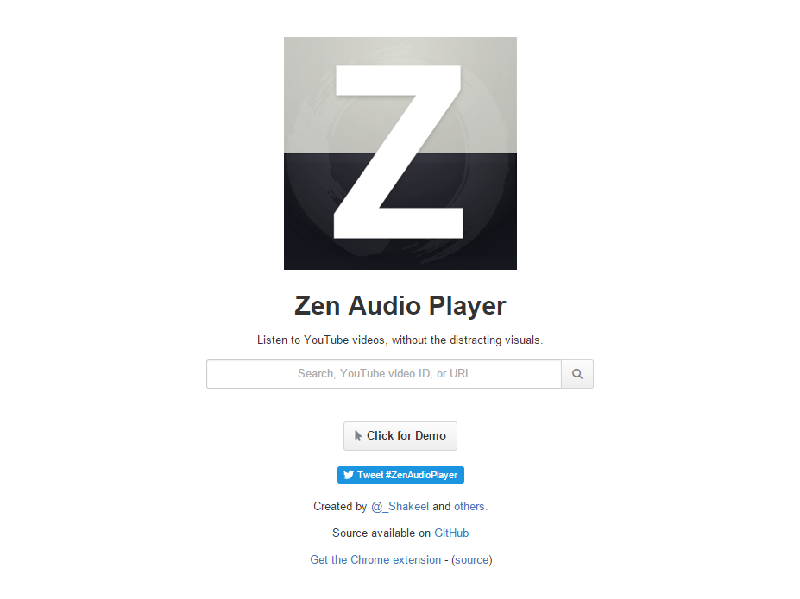 Z
Zen Audio Player
Listen to YouTube videos, without the distracting visuals.
Search, YouTube video ID, or URL
Click for Demo
Tweet #ZenAudioPlayer
Created by @_Shakeel and others.
Source available on GitHub
Get the Chrome extension - (source)